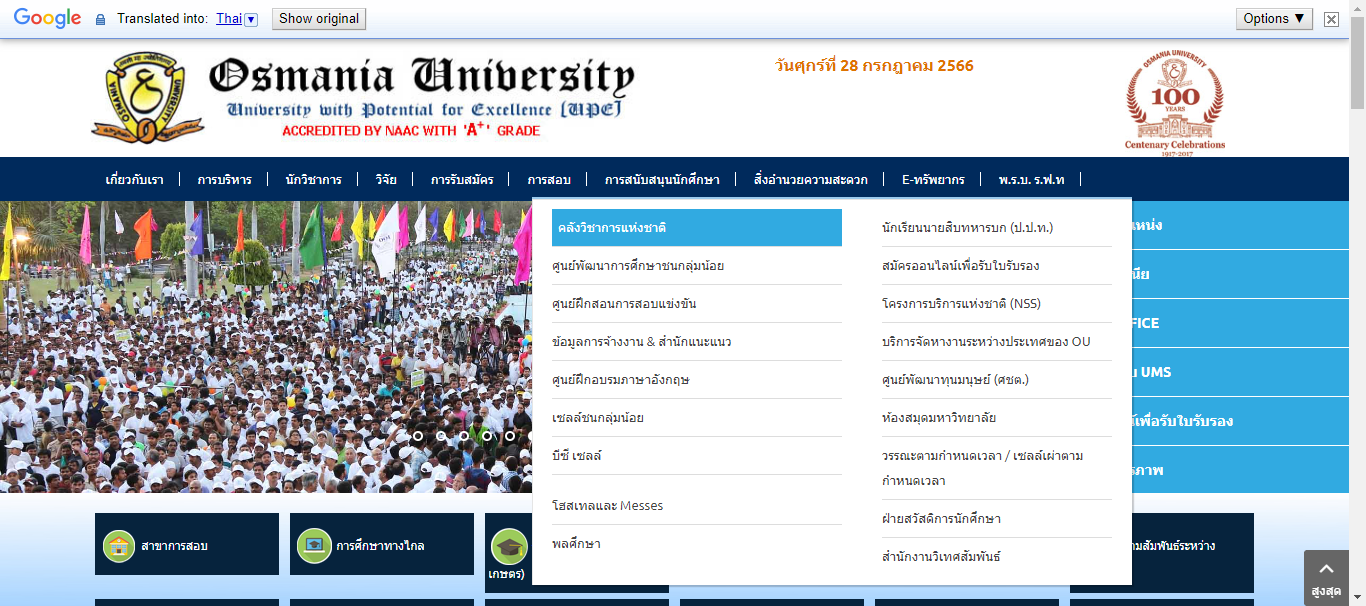 Google Translated into: Thai Show original Options ▼
Osmania University
University with Potential for Excellence [UPE]
ACCREDITED BY NAAC WITH 'A+' GRADE
วันศุกร์ที่ 28 กรกฎาคม 2566
OSMANIA UNIVERSITY
100
YEARS
Centenary Celebrations
1917-2017
เกี่ยวกับเรา การบริหาร นักวิชาการ วิจัย การรับสมัคร การสอบ การสนับสนุนนักศึกษา สิ่งอำนวยความสะดวก E-ทรัพยากร พ.ร.บ. ร.ฟ.ท
คลังวิชาการแห่งชาติ
ศูนย์พัฒนาการศึกษาชนกลุ่มน้อย
ศูนย์ฝึกสอนการสอบแข่งขัน
ข้อมูลการจ้างงาน & สำนักแนะแนว
ศูนย์ฝึกอบรมภาษาอังกฤษ
เซลล์ชนกลุ่มน้อย
บีซี เซลล์
โฮสเทลและ Messes
พลศึกษา
นักเรียนนายสิบทหารบก (ป.ป.ท.)
สมัครออนไลน์เพื่อรับใบรับรอง
โครงการบริการแห่งชาติ (NSS)
บริการจัดหางานระหว่างประเทศของ OU
ศูนย์พัฒนาทุนมนุษย์ (ศชต.)
ห้องสมุดมหาวิทยาลัย
วรรณะตามกำหนดเวลา / เซลล์เผ่าตาม
กำหนดเวลา
ฝ่ายสวัสดิการนักศึกษา
สำนักงานวิเทศสัมพันธ์
UMS
เพื่อรับใบรับรอง
สาขาการสอบ
การศึกษาทางไกล
เกษตร)
ามสัมพันธ์ระหว่าง
สูงสุด